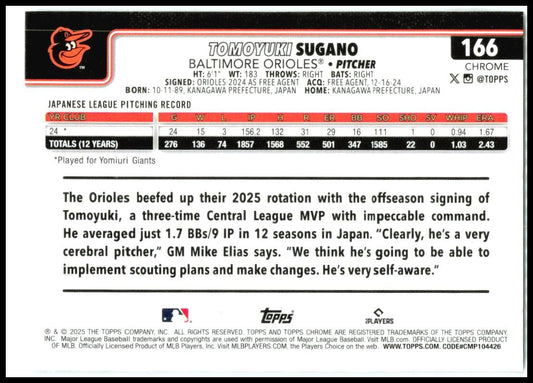 TOMOYUKI SUGANO
BALTIMORE ORIOLES® • PITCHER
HT: 6'1" WT: 183 THROWS: RIGHT BATS: RIGHT
SIGNED: ORIOLES 2024 AS FREE AGENT ACQ: FREE AGENT, 12-16-24
BORN: 10-11-89, KANAGAWA PREFECTURE, JAPAN HOME: KANAGAWA PREFECTURE, JAPAN
166
CHROME
@TOPPS
JAPANESE LEAGUE PITCHING RECORD
YR CLUB G W L IP H R ER BB SO SHO SV WHIP ERA
24 * 24 15 3 156.2 132 31 29 16 111 1 0 0.94 1.67
TOTALS (12 YEARS) 276 136 74 1857 1568 552 501 347 1585 22 0 1.03 2.43
*Played for Yomiuri Giants
The Orioles beefed up their 2025 rotation with the offseason signing of
Tomoyuki, a three-time Central League MVP with impeccable command.
He averaged just 1.7 BBs/9 IP in 12 seasons in Japan. "Clearly, he's a very
cerebral pitcher," GM Mike Elias says. "We think he's going to be able to
implement scouting plans and make changes. He's very self-aware."
Topps
PLAYERS
® & © 2025 THE TOPPS COMPANY, INC. ALL RIGHTS RESERVED. TOPPS AND TOPPS CHROME ARE REGISTERED TRADEMARKS OF THE TOPPS COMPANY,
INC. Major League Baseball trademarks and copyrights are used with permission of Major League Baseball. Visit MLB.com. OFFICIALLY LICENSED PRODUCT
OF MLB. Officially Licensed Product of MLB Players, Inc. Visit MLBPLAYERS.COM, the Players Choice on the web. WWW.TOPPS.COM. CODE#CMP104426